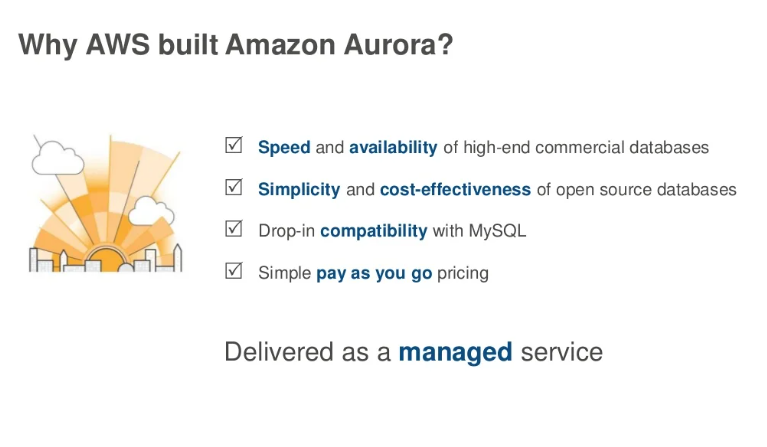 Why AWS built Amazon Aurora?
Speed and availability of high-end commercial databases
Simplicity and cost-effectiveness of open source databases
Drop-in compatibility with MySQL
Simple pay as you go pricing
Delivered as a managed service